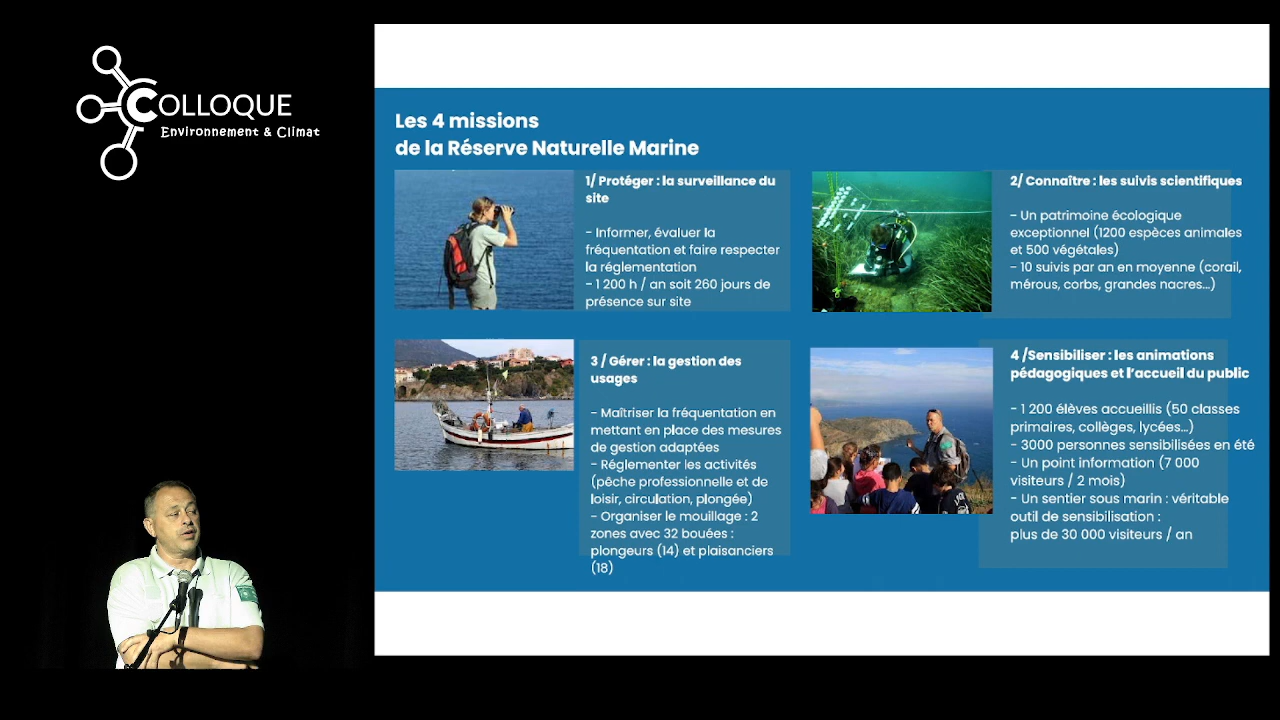 COLLOQUE
Environnement & Climat
Les 4 missions
de la Réserve Naturelle Marine
1/ Protéger : la surveillance du
site
- Informer, évaluer la
fréquentation et faire respecter
la réglementation
- 1 200 h / an soit 260 jours de
présence sur site
2/ Connaître : les suivis scientifiques
- Un patrimoine écologique
exceptionnel (1200 espèces animales
et 500 végétales)
- 10 suivis par an en moyenne (corail,
mérous, corbs, grandes nacres...)
3 / Gérer : la gestion des
usages
- Maîtriser la fréquentation en
mettant en place des mesures
de gestion adaptées
- Réglementer les activités
(pêche professionnelle et de
loisir, circulation, plongée)
- Organiser le mouillage : 2
zones avec 32 bouées :
plongeurs (14) et plaisanciers
(18)
4 /Sensibiliser : les animations
pédagogiques et l'accueil du public
- 1 200 élèves accueillis (50 classes
primaires, collèges, lycées...)
- 3000 personnes sensibilisées en été
- Un point information (7 000
visiteurs / 2 mois)
- Un sentier sous marin : véritable
outil de sensibilisation :
plus de 30 000 visiteurs / an